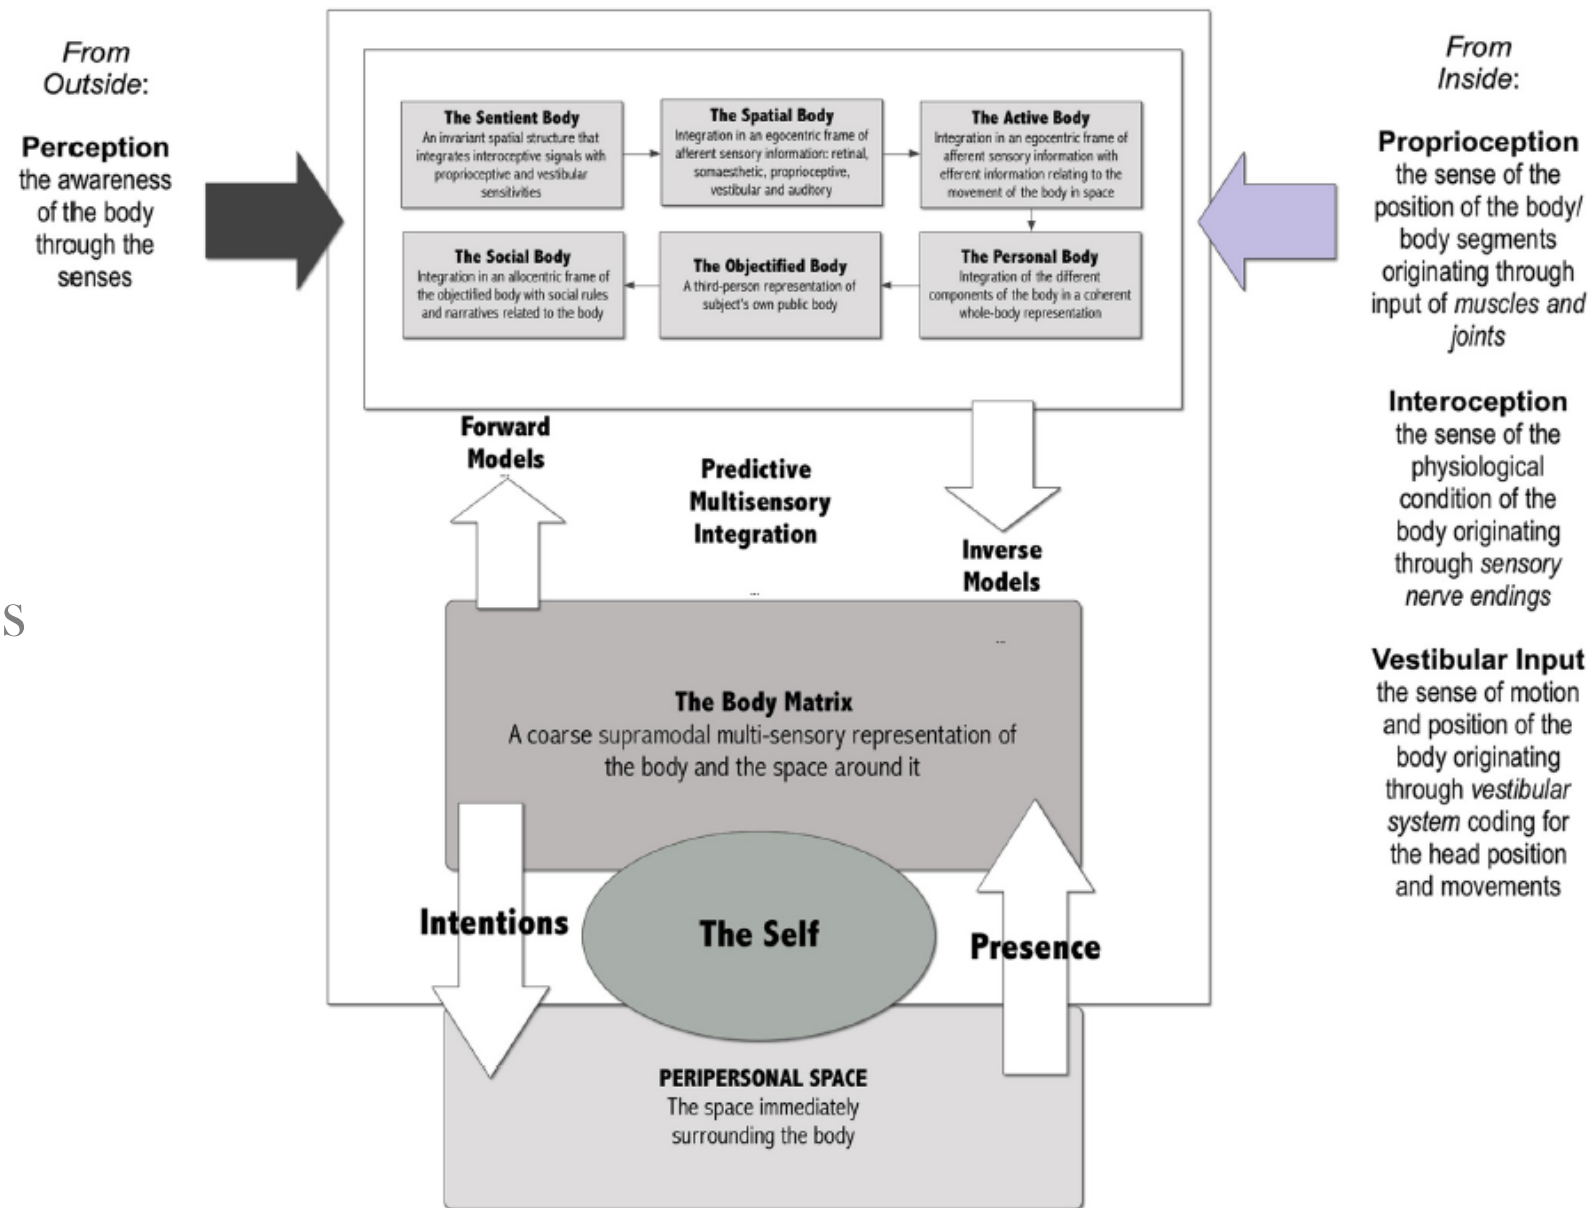 From
Outside:
Perception
the awareness
of the body
through the
senses
The Sentient Body
An invariant spatial structure that
integrates interoceptive signals with
proprioceptive and vestibular
sensitivities
The Spatial Body
Integration in an egocentric frame of
afferent sensory information: retinal,
somaesthetic, proprioceptive,
vestibular and auditory
The Active Body
Integration in an egocentric frame of
afferent sensory information with
efferent information relating to the
movement of the body in space
The Social Body
Integration in an allocentric frame of
the objectified body with social rules
and narratives related to the body
The Objectified Body
A third-person representation of
subject's own public body
The Personal Body
Integration of the different
components of the body in a coherent
whole-body representation
Forward
Models
...
Predictive
Multisensory
Integration
...
Inverse
Models
...
The Body Matrix
A coarse supramodal multi-sensory representation of
the body and the space around it
Intentions
The Self
Presence
PERIPERSONAL SPACE
The space immediately
surrounding the body
s
From
Inside:
Proprioception
the sense of the
position of the body/
body segments
originating through
input of muscles and
joints
Interoception
the sense of the
physiological
condition of the
body originating
through sensory
nerve endings
Vestibular Input
the sense of motion
and position of the
body originating
through vestibular
system coding for
the head position
and movements